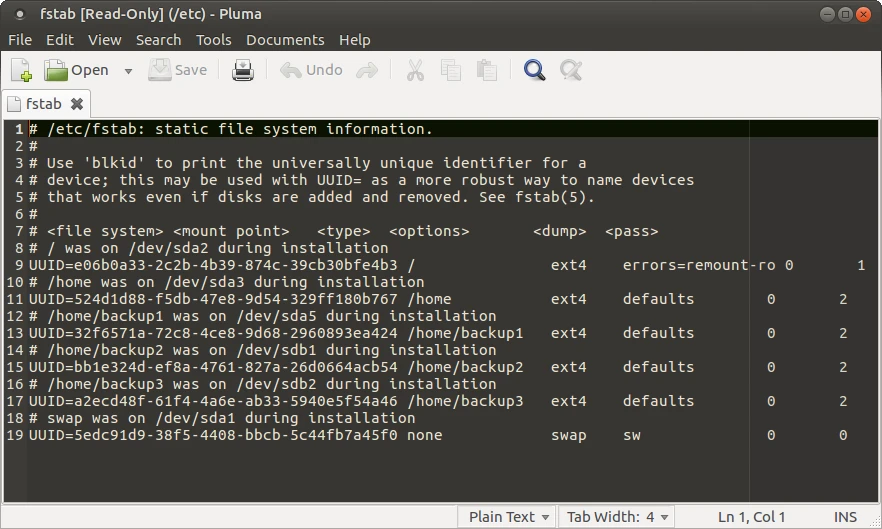 fstab [Read-Only] (/etc) - Pluma
File Edit View Search Tools Documents Help
Open Save Undo
fstab
1 # /etc/fstab: static file system information.
2 #
3 # Use 'blkid' to print the universally unique identifier for a
4 # device; this may be used with UUID= as a more robust way to name devices
5 # that works even if disks are added and removed. See fstab(5).
6 #
7 # <file system> <mount point>   <type>  <options>       <dump>  <pass>
8 # / was on /dev/sda2 during installation
9 UUID=e06b0a33-2c2b-4b39-874c-39cb30bfe4b3 /               ext4    errors=remount-ro 0       1
10 # /home was on /dev/sda3 during installation
11 UUID=524d1d88-f5db-47e8-9d54-329ff180b767 /home           ext4    defaults        0       2
12 # /home/backup1 was on /dev/sda5 during installation
13 UUID=32f6571a-72c8-4ce8-9d68-2960893ea424 /home/backup1   ext4    defaults        0       2
14 # /home/backup2 was on /dev/sdb1 during installation
15 UUID=bb1e324d-ef8a-4761-827a-26d0664acb54 /home/backup2   ext4    defaults        0       2
16 # /home/backup3 was on /dev/sdb2 during installation
17 UUID=a2ecd48f-61f4-4a6e-ab33-5940e5f54a46 /home/backup3   ext4    defaults        0       2
18 # swap was on /dev/sda1 during installation
19 UUID=5edc91d9-38f5-4408-bbcb-5c44fb7a45f0 none            swap    sw              0       0
Plain Text Tab Width: 4 Ln 1, Col 1 INS